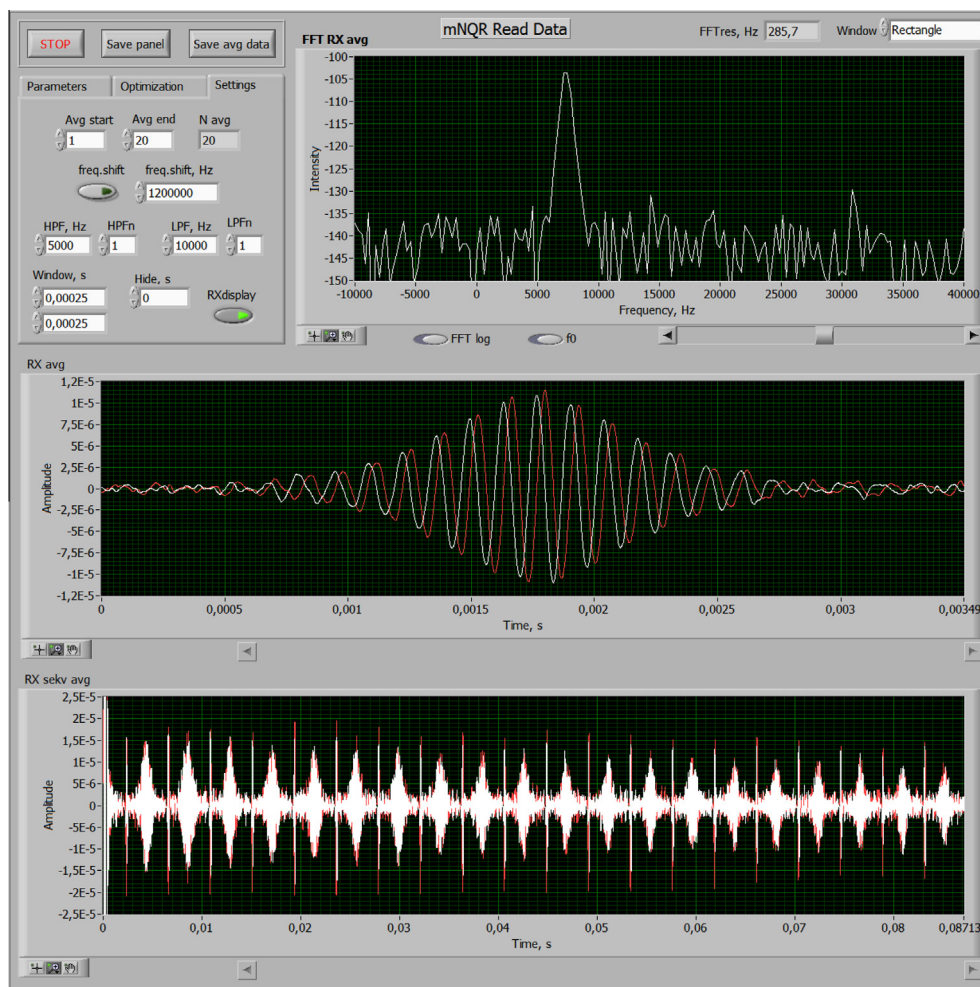 mNQR Read Data
STOP
Save panel
Save avg data
FFT RX avg
FFTres, Hz 285,7
Window Rectangle
Parameters
Optimization
Settings
Avg start
Avg end
N avg
1
20
20
freq.shift
freq.shift, Hz
1200000
HPF, Hz
HPFn
LPF, Hz
LPFn
5000
1
10000
1
Window, s
Hide, s
0,00025
0
RXdisplay
0,00025
Intensity
-100
-105
-110
-115
-120
-125
-130
-135
-140
-145
-150
-10000
-5000
0
5000
10000
15000
20000
25000
30000
35000
40000
Frequency, Hz
FFT log
f0
RX avg
Amplitude
1,2E-5
1E-5
7,5E-6
5E-6
2,5E-6
0
-2,5E-6
-5E-6
-7,5E-6
-1E-5
-1,2E-5
0
0,0005
0,001
0,0015
0,002
0,0025
0,003
0,00349
Time, s
RX sekv avg
Amplitude
2,5E-5
2E-5
1,5E-5
1E-5
5E-6
0
-5E-6
-1E-5
-1,5E-5
-2E-5
-2,5E-5
0
0,01
0,02
0,03
0,04
0,05
0,06
0,07
0,08
0,08713
Time, s